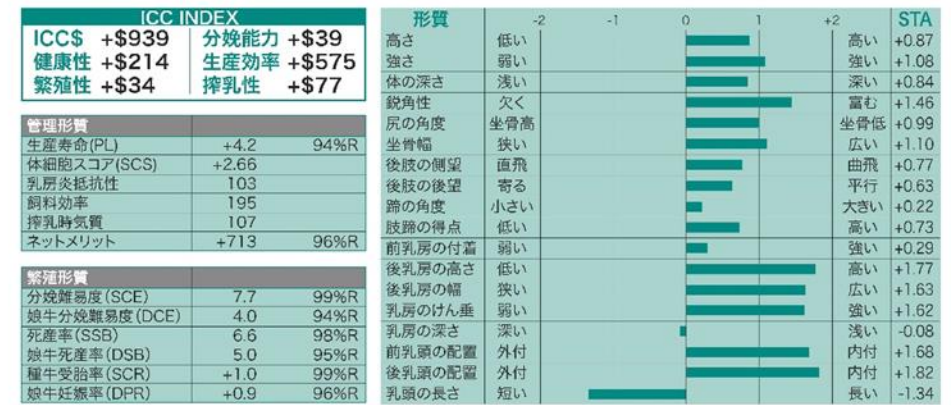 ICC INDEX
ICC$ +$939 分娩能力 +$39
健康性 +$214 生産効率 +$575
繁殖性 +$34 搾乳性 +$77
管理形質
生産寿命(PL) +4.2 94%R
体細胞スコア(SCS) +2.66
乳房炎抵抗性 103
飼料効率 195
搾乳時気質 107
ネットメリット +713 96%R
繁殖形質
分娩難易度(SCE) 7.7 99%R
娘牛分娩難易度(DCE) 4.0 94%R
死産率(SSB) 6.6 98%R
娘牛死産率(DSB) 5.0 95%R
種牛受胎率(SCR) +1.0 99%R
娘牛妊娠率(DPR) +0.9 96%R
形質 -2 -1 0 1 +2 STA
高さ 低い 高い +0.87
強さ 弱い 強い +1.08
体の深さ 浅い 深い +0.84
鋭角性 欠く 富む +1.46
尻の角度 坐骨高 坐骨低 +0.99
坐骨幅 狭い 広い +1.10
後肢の側望 直飛 曲飛 +0.77
後肢の後望 寄る 平行 +0.63
蹄の角度 小さい 大きい +0.22
肢蹄の得点 低い 高い +0.73
前乳房の付着 弱い 強い +0.29
後乳房の高さ 低い 高い +1.77
後乳房の幅 狭い 広い +1.63
乳房のけん垂 弱い 強い +1.62
乳房の深さ 深い 浅い -0.08
前乳頭の配置 外付 内付 +1.68
後乳頭の配置 外付 内付 +1.82
乳頭の長さ 短い 長い -1.34